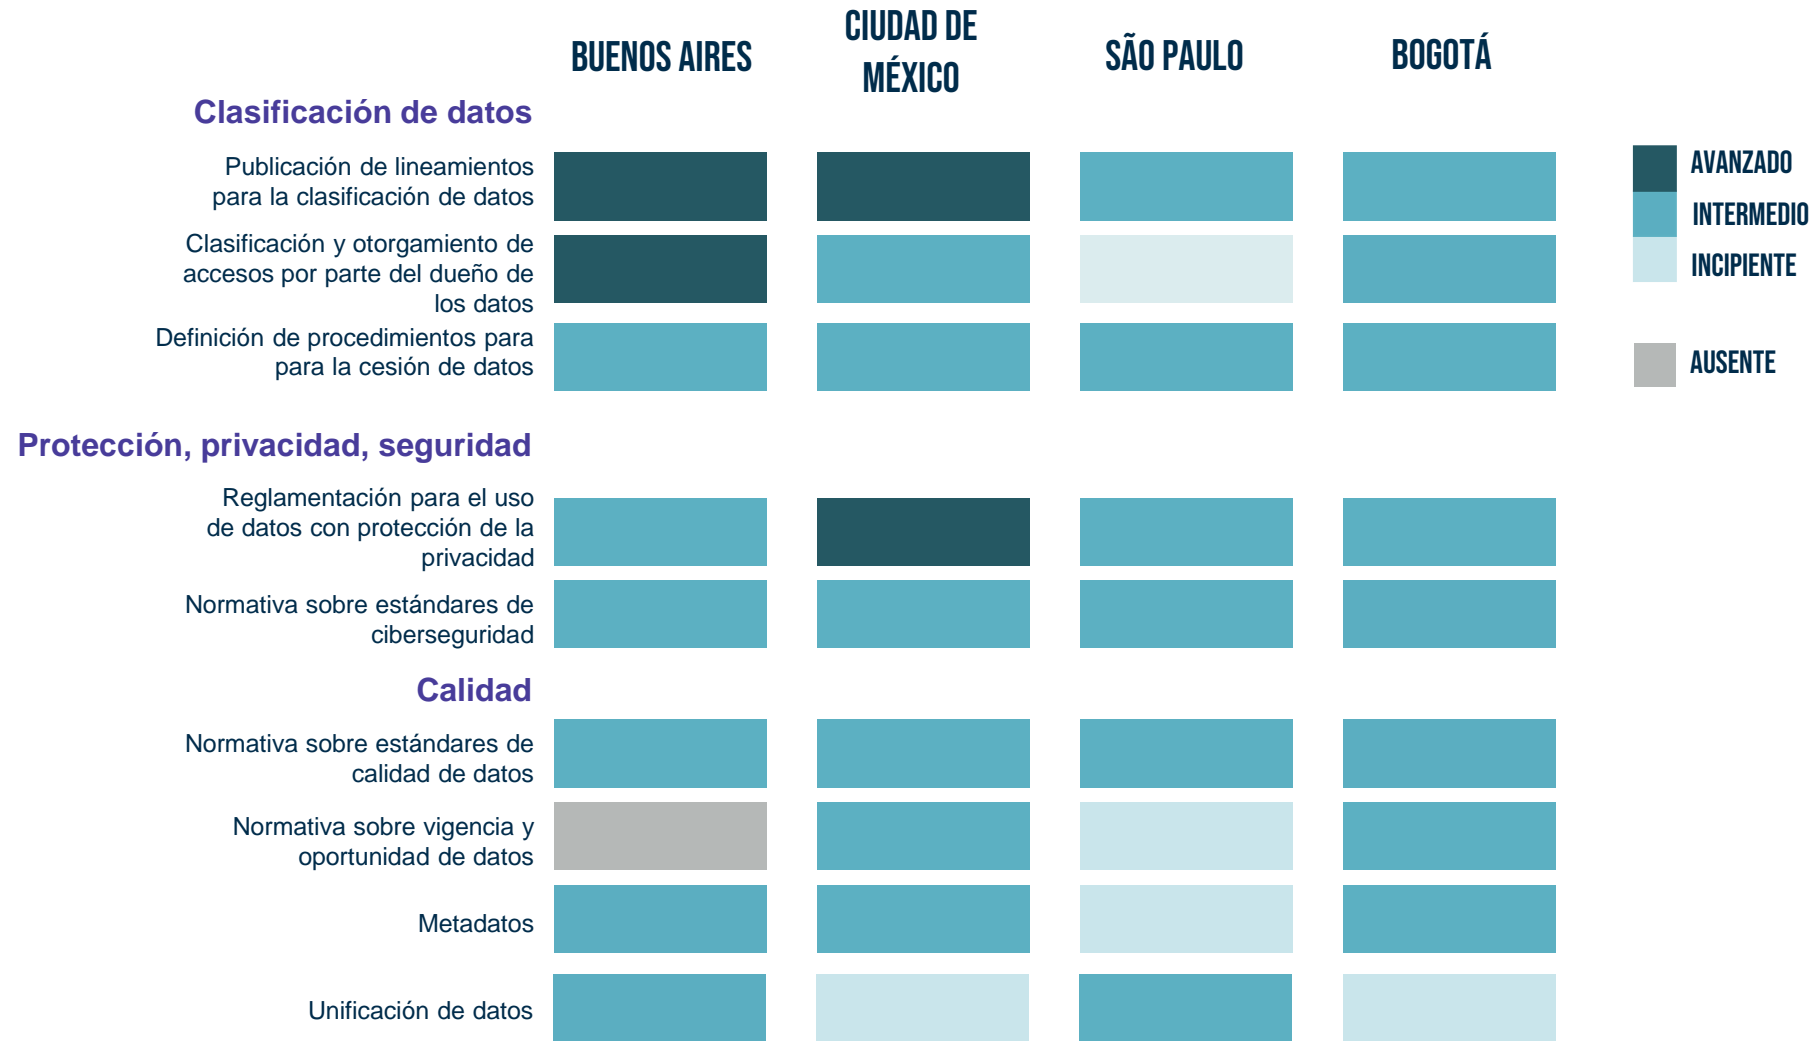 BUENOS AIRES
CIUDAD DE
MÉXICO
SÃO PAULO
BOGOTÁ
Clasificación de datos
Publicación de lineamientos
para la clasificación de datos
Clasificación y otorgamiento de
accesos por parte del dueño de
los datos
Definición de procedimientos para
para la cesión de datos
Protección, privacidad, seguridad
Reglamentación para el uso
de datos con protección de la
privacidad
Normativa sobre estándares de
ciberseguridad
Calidad
Normativa sobre estándares de
calidad de datos
Normativa sobre vigencia y
oportunidad de datos
Metadatos
Unificación de datos
AVANZADO
INTERMEDIO
INCIPIENTE
AUSENTE